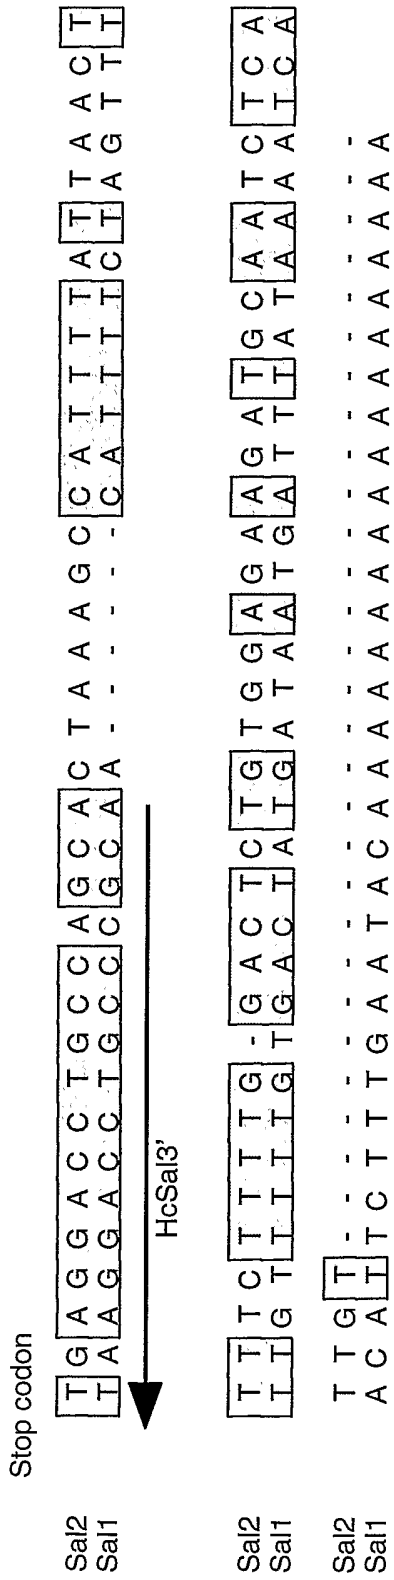 Stop codon
Sal2 T G A G G A C C T G C C A G C A C T A A A G C C A T T T T A T T A A C T
Sal1 T A A G G A C C T G C C C G C A A - - - - - - C A T T T T C T A G T T T
HcSal3'
Sal2 T T T C T T T T G - G A C T C T G T G G A G A A G A T G C A A T C T C A
Sal1 T T G T T T T T G T G A C T A T G A T A A T G A T T T A T A A A A T C A
Sal2 T T G T - - - - - - - - - - - - - - - - - - - - - - - - - - - - -
Sal1 A C A T T C T T T G A A T A C A A A A A A A A A A A A A A A A A A